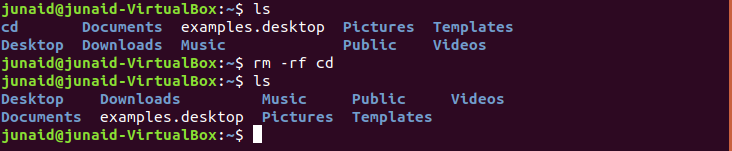 junaid@junaid-VirtualBox:~$ ls
cd       Documents  examples.desktop  Pictures  Templates
Desktop  Downloads  Music             Public    Videos
junaid@junaid-VirtualBox:~$ rm -rf cd
junaid@junaid-VirtualBox:~$ ls
Desktop    Downloads         Music     Public     Videos
Documents  examples.desktop  Pictures  Templates
junaid@junaid-VirtualBox:~$